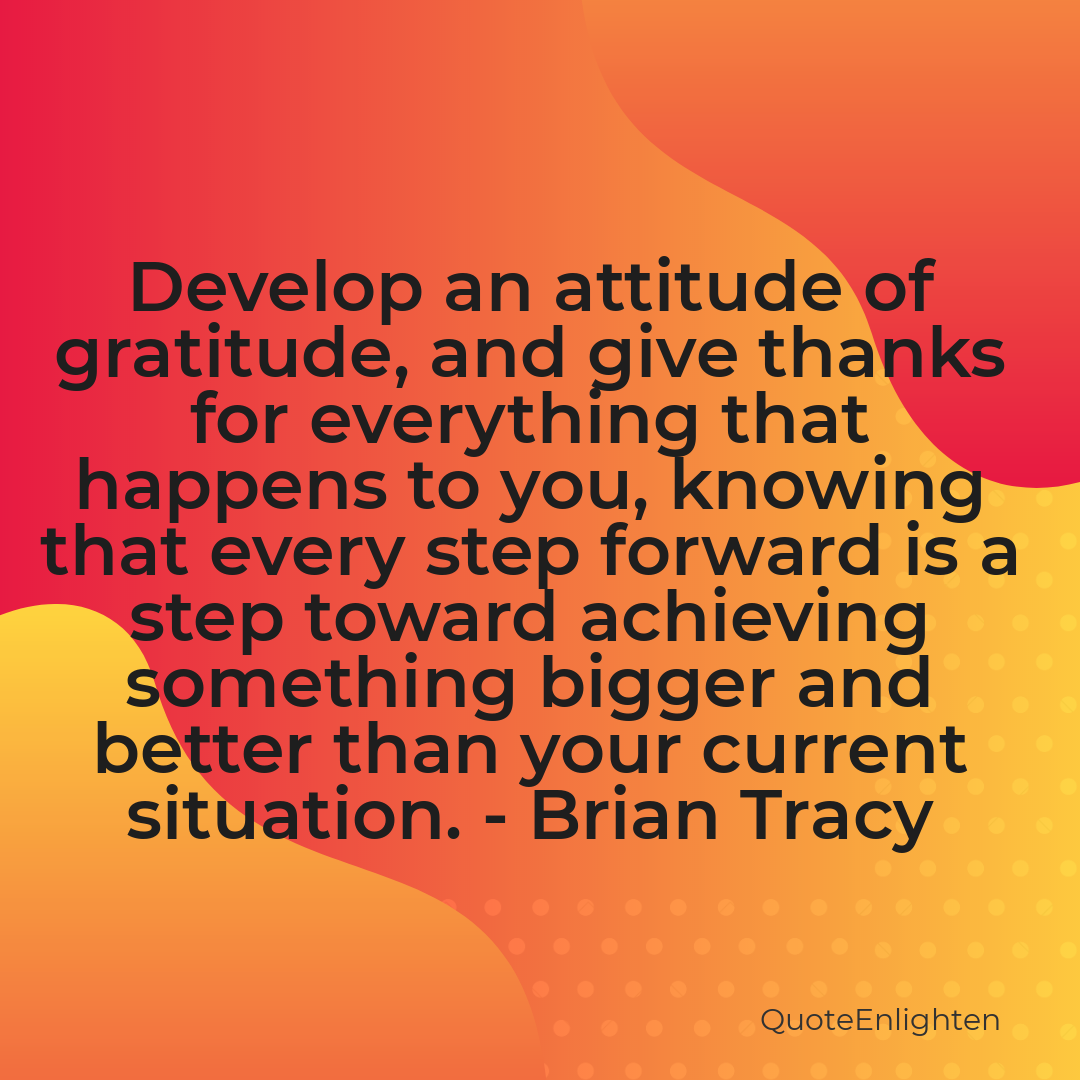 Develop an attitude of
gratitude, and give thanks
for everything that
happens to you, knowing
that every step forward is a
step toward achieving
something bigger and
better than your current
situation. - Brian Tracy
QuoteEnlighten